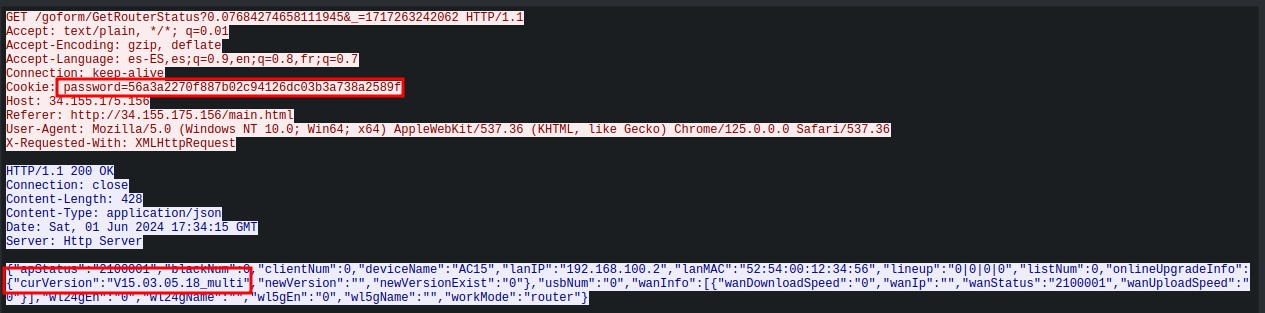 GET /goform/GetRouterStatus?0.07684274658111945&_=1717263242062 HTTP/1.1
Accept: text/plain, */*; q=0.01
Accept-Encoding: gzip, deflate
Accept-Language: es-ES,es;q=0.9,en;q=0.8,fr;q=0.7
Connection: keep-alive
Cookie: password=56a3a2270f887b02c94126dc03b3a738a2589f
Host: 34.155.175.156
Referer: http://34.155.175.156/main.html
User-Agent: Mozilla/5.0 (Windows NT 10.0; Win64; x64) AppleWebKit/537.36 (KHTML, like Gecko) Chrome/125.0.0.0 Safari/537.36
X-Requested-With: XMLHttpRequest
HTTP/1.1 200 OK
Connection: close
Content-Length: 428
Content-Type: application/json
Date: Sat, 01 Jun 2024 17:34:15 GMT
Server: Http Server
{"apStatus":"2100001","blackNum":0,"clientNum":0,"deviceName":"AC15","lanIP":"192.168.100.2","lanMAC":"52:54:00:12:34:56","lineup":"0|0|0|0","listNum":0,"onlineUpgradeInfo":
{"curVersion":"V15.03.05.18_multi","newVersion":"","newVersionExist":"0"},"usbNum":"0","wanInfo":[{"wanDownloadSpeed":"0","wanIp":"","wanStatus":"2100001","wanUploadSpeed":"
0"}],"wl24gEn":"0","wl24gName":"","wl5gEn":"0","wl5gName":"","workMode":"router"}